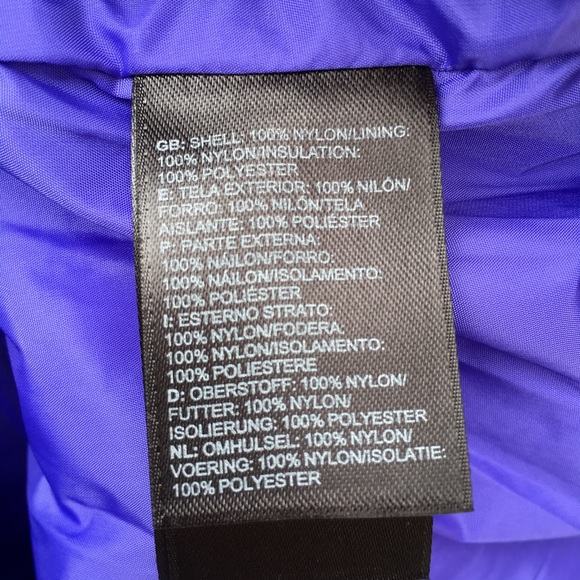 GB: SHELL: 100% NYLON/LINING:
100% NYLON/INSULATION:
100% POLYESTER
E: TELA EXTERIOR: 100% NILÓN/
FORRO: 100% NILÓN/TELA
AISLANTE: 100% POLIÉSTER
P: PARTE EXTERNA:
100% NÁILON/FORRO:
100% NÁILON/ISOLAMENTO:
100% POLIÉSTER
I: ESTERNO STRATO:
100% NYLON/FODERA:
100% NYLON/ISOLAMENTO:
100% POLIESTERE
D: OBERSTOFF: 100% NYLON/
FUTTER: 100% NYLON/
ISOLIERUNG: 100% POLYESTER
NL: OMHULSEL: 100% NYLON/
VOERING: 100% NYLON/ISOLATIE:
100% POLYESTER